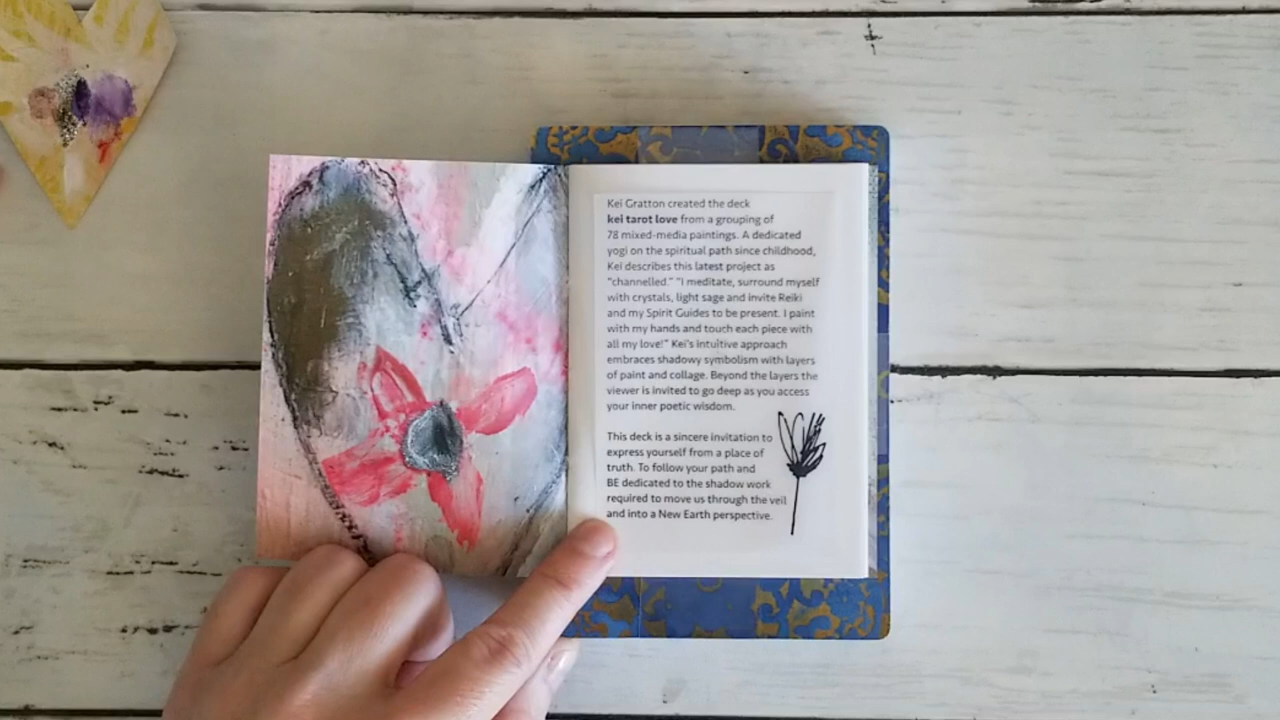 Kei Gratton created the deck
kei tarot love from a grouping of
78 mixed-media paintings. A dedicated
yogi on the spiritual path since childhood,
Kei describes this latest project as
"channelled." "I meditate, surround myself
with crystals, light sage and invite Reiki
and my Spirit Guides to be present. I paint
with my hands and touch each piece with
all my love!" Kei's intuitive approach
embraces shadowy symbolism with layers
of paint and collage. Beyond the layers the
viewer is invited to go deep as you access
your inner poetic wisdom.
This deck is a sincere invitation to
express yourself from a place of
truth. To follow your path and
BE dedicated to the shadow work
required to move us through the veil
and into a New Earth perspective.